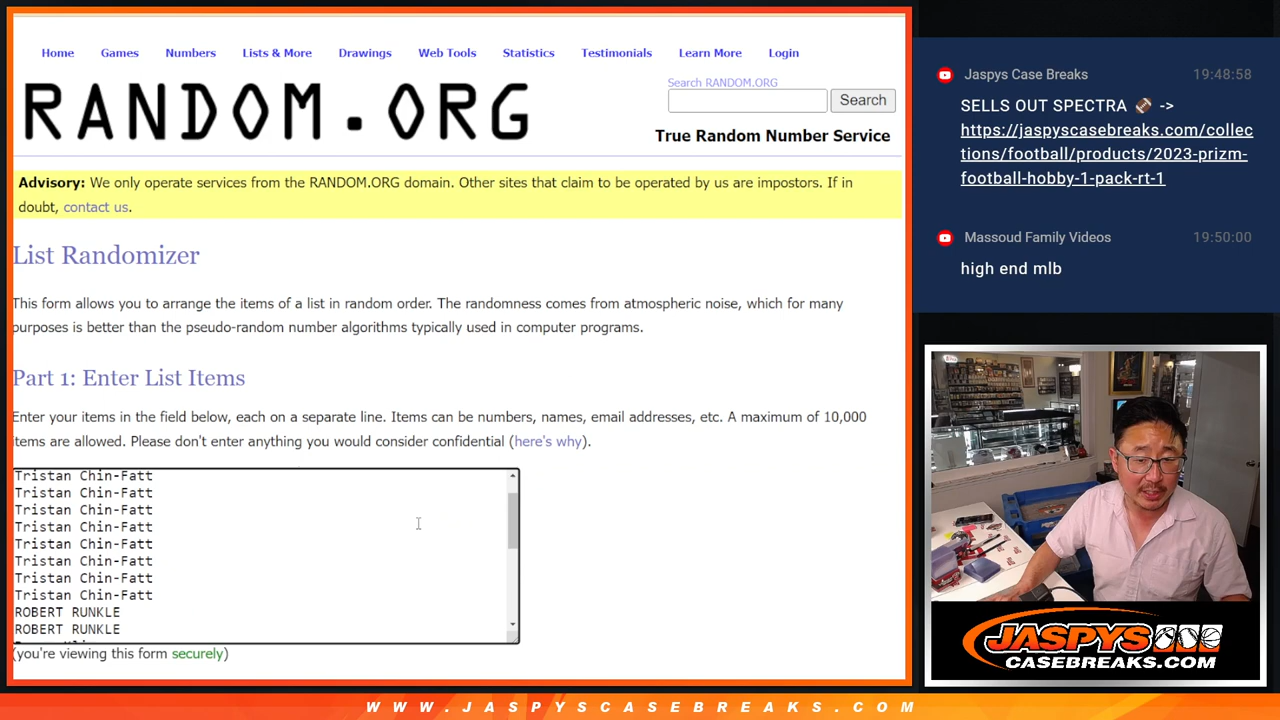 Home Games Numbers Lists & More Drawings Web Tools Statistics Testimonials Learn More Login
RANDOM.ORG
Search RANDOM.ORG
Search
True Random Number Service
Advisory: We only operate services from the RANDOM.ORG domain. Other sites that claim to be operated by us are impostors. If in
doubt, contact us.
List Randomizer
This form allows you to arrange the items of a list in random order. The randomness comes from atmospheric noise, which for many
purposes is better than the pseudo-random number algorithms typically used in computer programs.
Part 1: Enter List Items
Enter your items in the field below, each on a separate line. Items can be numbers, names, email addresses, etc. A maximum of 10,000
items are allowed. Please don't enter anything you would consider confidential (here's why).
Tristan Chin-Fatt
Tristan Chin-Fatt
Tristan Chin-Fatt
Tristan Chin-Fatt
Tristan Chin-Fatt
Tristan Chin-Fatt
Tristan Chin-Fatt
Tristan Chin-Fatt
ROBERT RUNKLE
ROBERT RUNKLE
(you're viewing this form securely)
Jaspys Case Breaks 19:48:58
SELLS OUT SPECTRA 🏈 ->
https://jaspyscasebreaks.com/collec
tions/football/products/2023-prizm-
football-hobby-1-pack-rt-1
Massoud Family Videos 19:50:00
high end mlb
JASPYS
CASEBREAKS.COM
WWW.JASPYSCASEBREAKS.COM